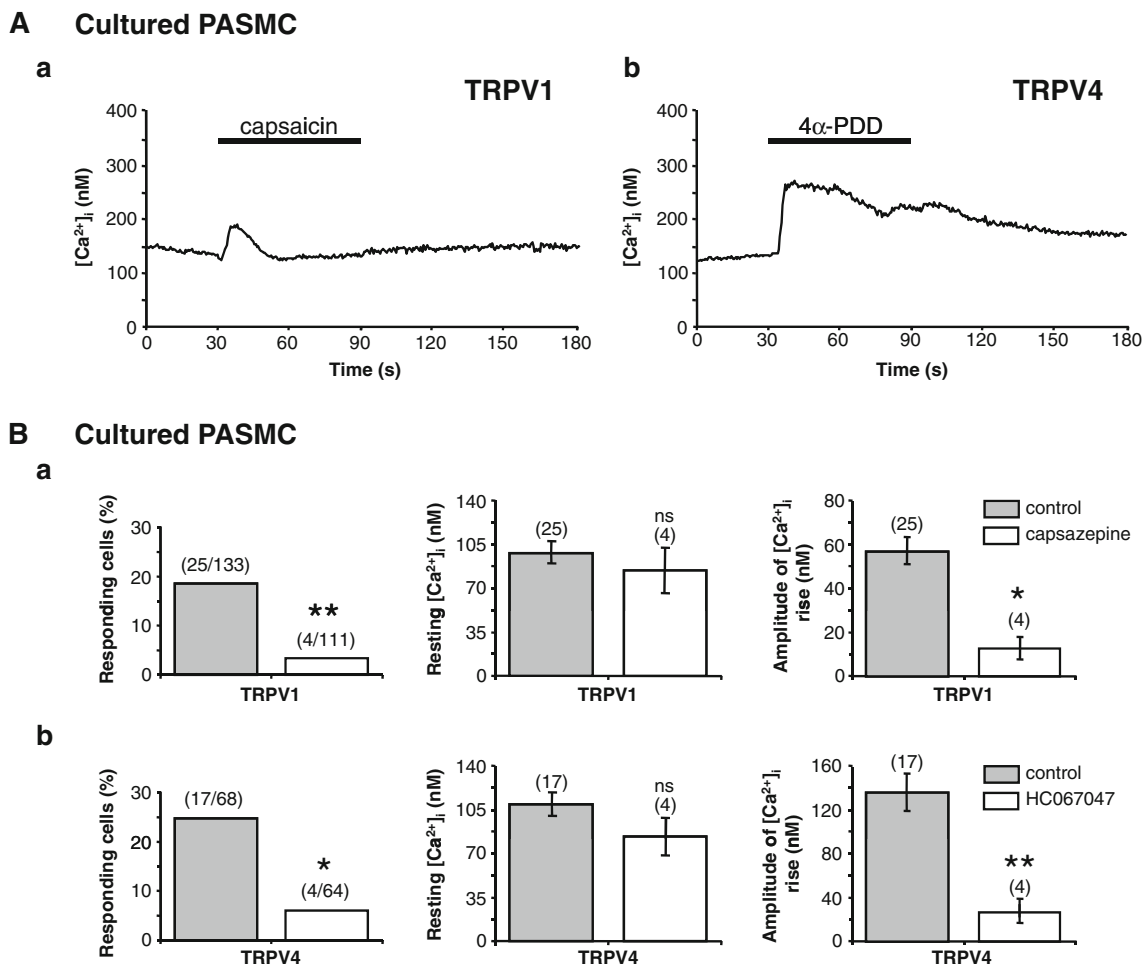 A Cultured PASMC
a
TRPV1
capsaicin
[Ca²⁺]ᵢ (nM)
400
300
200
100
0
0 30 60 90 120 150 180
Time (s)
b
TRPV4
4α-PDD
[Ca²⁺]ᵢ (nM)
400
300
200
100
0
0 30 60 90 120 150 180
Time (s)
B Cultured PASMC
a
Responding cells (%)
30
20
10
0
(25/133)
**
(4/111)
TRPV1
Resting [Ca²⁺]ᵢ (nM)
140
105
70
35
0
(25)
ns
(4)
TRPV1
Amplitude of [Ca²⁺]ᵢ
rise (nM)
80
60
40
20
0
(25)
*
(4)
TRPV1
control
capsazepine
b
Responding cells (%)
30
20
10
0
(17/68)
*
(4/64)
TRPV4
Resting [Ca²⁺]ᵢ (nM)
140
105
70
35
0
(17)
ns
(4)
TRPV4
Amplitude of [Ca²⁺]ᵢ
rise (nM)
160
120
80
40
0
(17)
**
(4)
TRPV4
control
HC067047